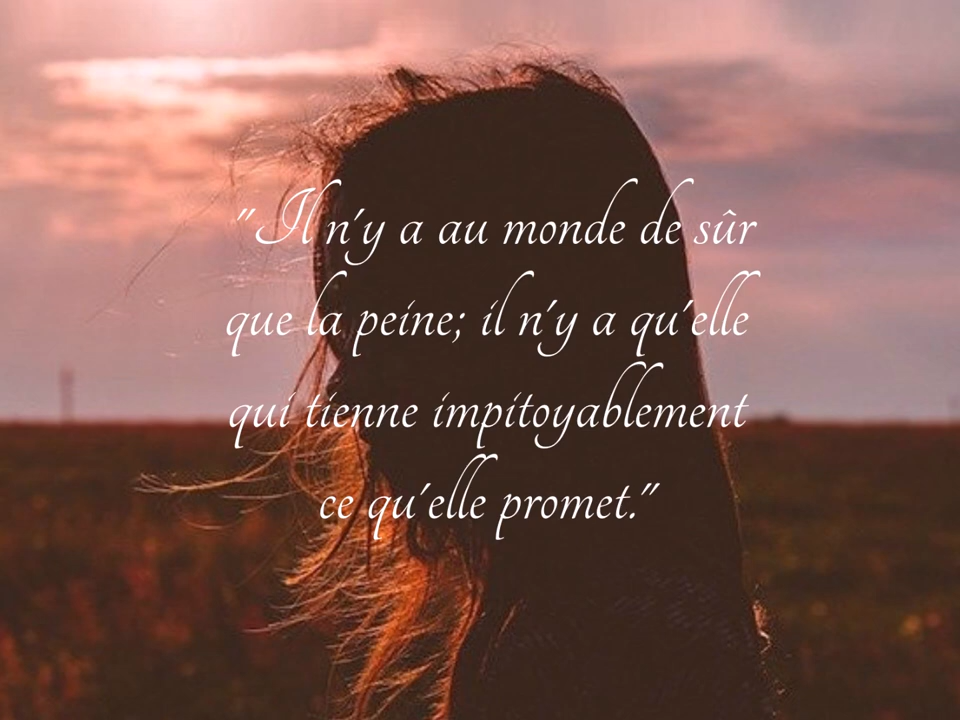 "Il n'y a au monde de sûr
que la peine; il n'y a qu'elle
qui tienne impitoyablement
ce qu'elle promet."